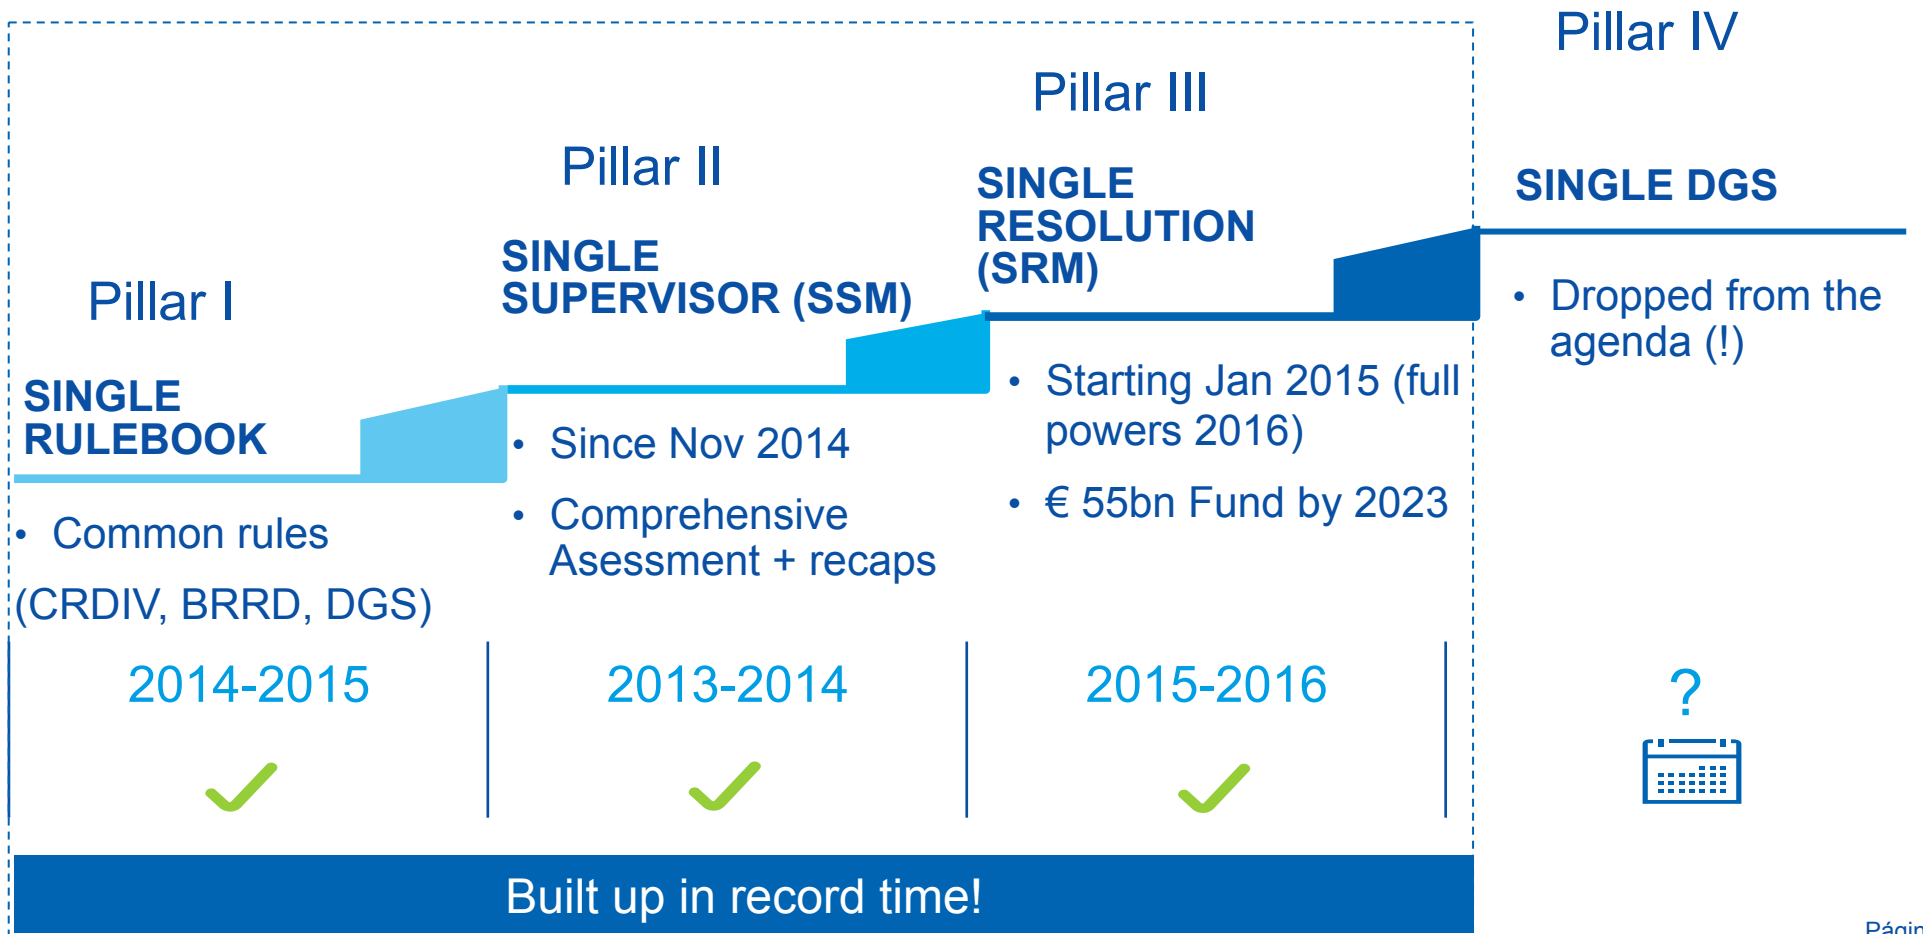 Pillar I
SINGLE
RULEBOOK
• Common rules
(CRDIV, BRRD, DGS)
2014-2015
Pillar II
SINGLE
SUPERVISOR (SSM)
• Since Nov 2014
• Comprehensive
Asessment + recaps
2013-2014
Pillar III
SINGLE
RESOLUTION
(SRM)
• Starting Jan 2015 (full
powers 2016)
• € 55bn Fund by 2023
2015-2016
Pillar IV
SINGLE DGS
• Dropped from the
agenda (!)
?
Built up in record time!